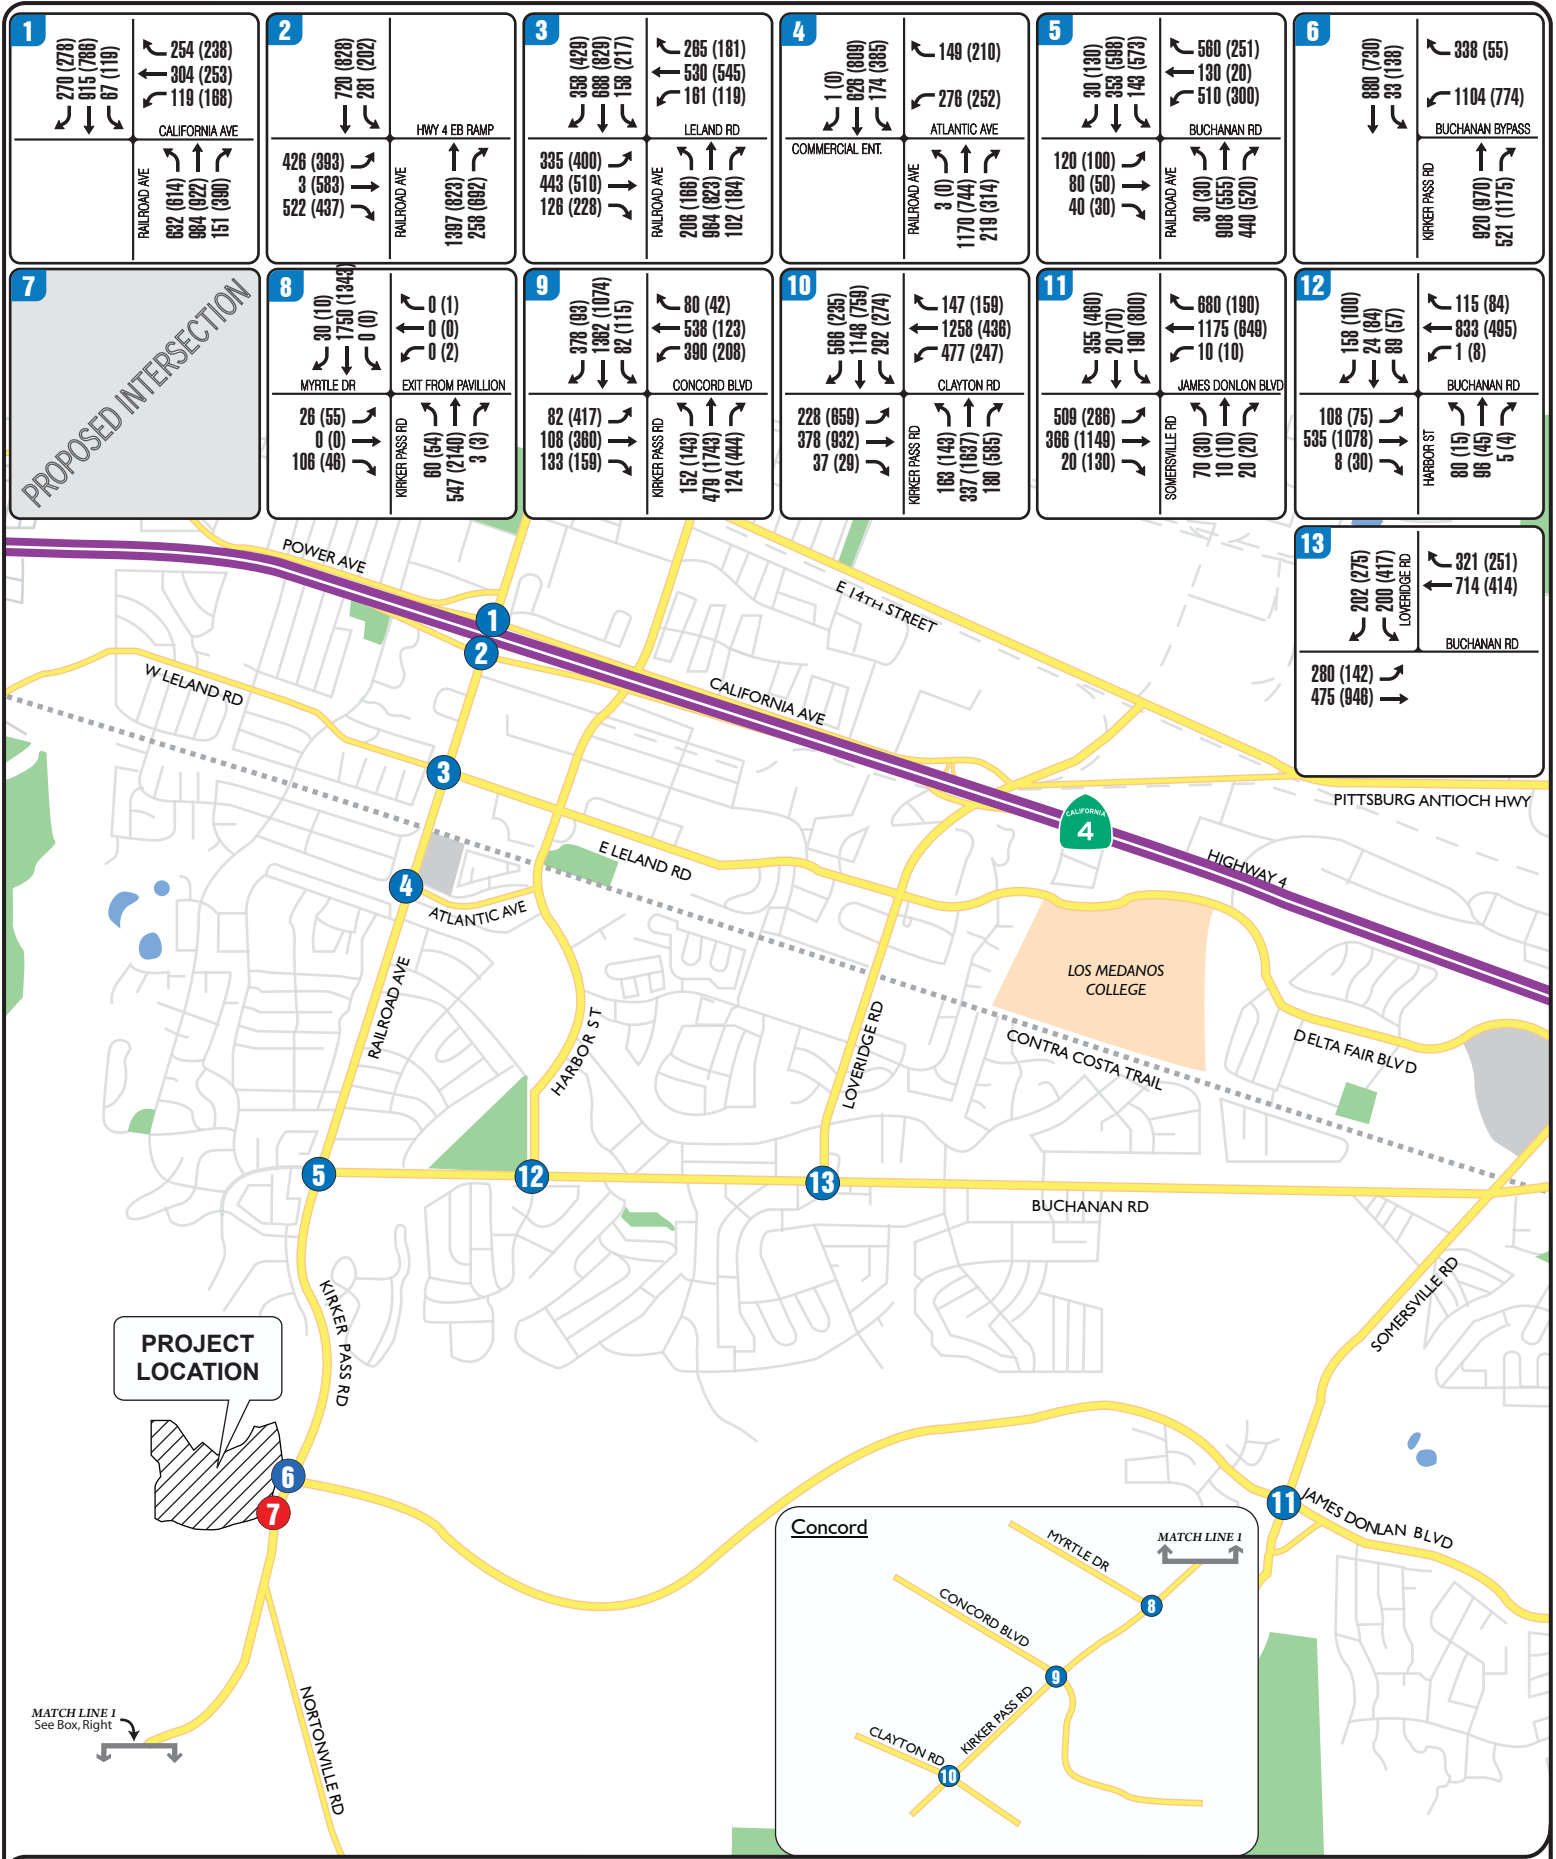 1
270 (278)
915 (786)
67 (119)
254 (238)
304 (253)
119 (168)
CALIFORNIA AVE
RAILROAD AVE
632 (614)
984 (922)
151 (390)
2
720 (828)
281 (202)
HWY 4 EB RAMP
426 (393)
3 (583)
522 (437)
RAILROAD AVE
1397 (823)
258 (692)
3
358 (429)
688 (829)
158 (217)
265 (181)
530 (545)
161 (119)
LELAND RD
335 (400)
443 (510)
126 (228)
RAILROAD AVE
206 (166)
964 (823)
102 (184)
4
1 (0)
626 (809)
174 (385)
149 (210)
276 (252)
ATLANTIC AVE
COMMERCIAL ENT.
RAILROAD AVE
3 (0)
1170 (744)
219 (314)
5
30 (130)
353 (598)
143 (573)
560 (251)
130 (20)
510 (300)
BUCHANAN RD
120 (100)
80 (50)
40 (30)
RAILROAD AVE
30 (30)
908 (555)
440 (520)
6
880 (730)
33 (138)
338 (55)
1104 (774)
BUCHANAN BYPASS
KIRKER PASS RD
920 (970)
521 (1175)
7
PROPOSED INTERSECTION
8
30 (10)
1750 (1343)
0 (0)
0 (1)
0 (0)
0 (2)
MYRTLE DR
EXIT FROM PAVILLION
26 (55)
0 (0)
106 (46)
KIRKER PASS RD
60 (54)
547 (2140)
3 (3)
9
378 (63)
1362 (1074)
82 (115)
80 (42)
538 (123)
390 (208)
CONCORD BLVD
82 (417)
108 (360)
133 (159)
KIRKER PASS RD
152 (143)
479 (1743)
124 (444)
10
566 (235)
1148 (759)
292 (274)
147 (159)
1258 (436)
477 (247)
CLAYTON RD
228 (659)
378 (932)
37 (29)
KIRKER PASS RD
163 (143)
337 (1637)
180 (585)
11
355 (460)
20 (70)
190 (800)
680 (190)
1175 (649)
10 (10)
JAMES DONLON BLVD
509 (286)
366 (1149)
20 (130)
SOMERSVILLE RD
70 (30)
10 (10)
20 (20)
12
158 (100)
24 (84)
89 (57)
115 (84)
833 (495)
1 (8)
BUCHANAN RD
108 (75)
535 (1078)
8 (30)
HARBOR ST
80 (15)
96 (45)
5 (4)
13
202 (275)
200 (417)
LOVERIDGE RD
321 (251)
714 (414)
BUCHANAN RD
280 (142)
475 (946)
POWER AVE
E 14TH STREET
1
2
W LELAND RD
CALIFORNIA AVE
3
PITTSBURG ANTIOCH HWY
CALIFORNIA
4
E LELAND RD
HIGHWAY 4
4
ATLANTIC AVE
LOS MEDANOS
COLLEGE
RAILROAD AVE
HARBOR ST
LOVERIDGE RD
CONTRA COSTA TRAIL
DELTA FAIR BLVD
5
12
13
BUCHANAN RD
KIRKER PASS RD
SOMERSVILLE RD
PROJECT
LOCATION
6
7
11
JAMES DONLAN BLVD
Concord
MYRTLE DR
MATCH LINE 1
CONCORD BLVD
8
9
KIRKER PASS RD
CLAYTON RD
10
NORTONVILLE RD
MATCH LINE 1
See Box, Right